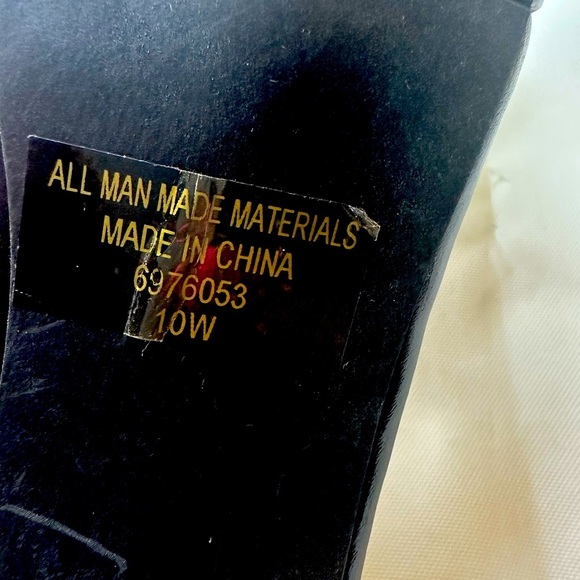 ALL MAN MADE MATERIALS
MADE IN CHINA
6976053
10W